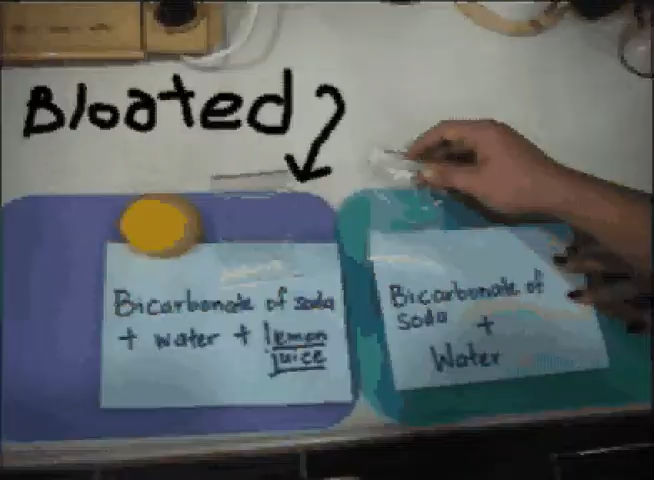 Bloated
Bicarbonate of soda
+ water + lemon
juice
Bicarbonate of
soda +
Water